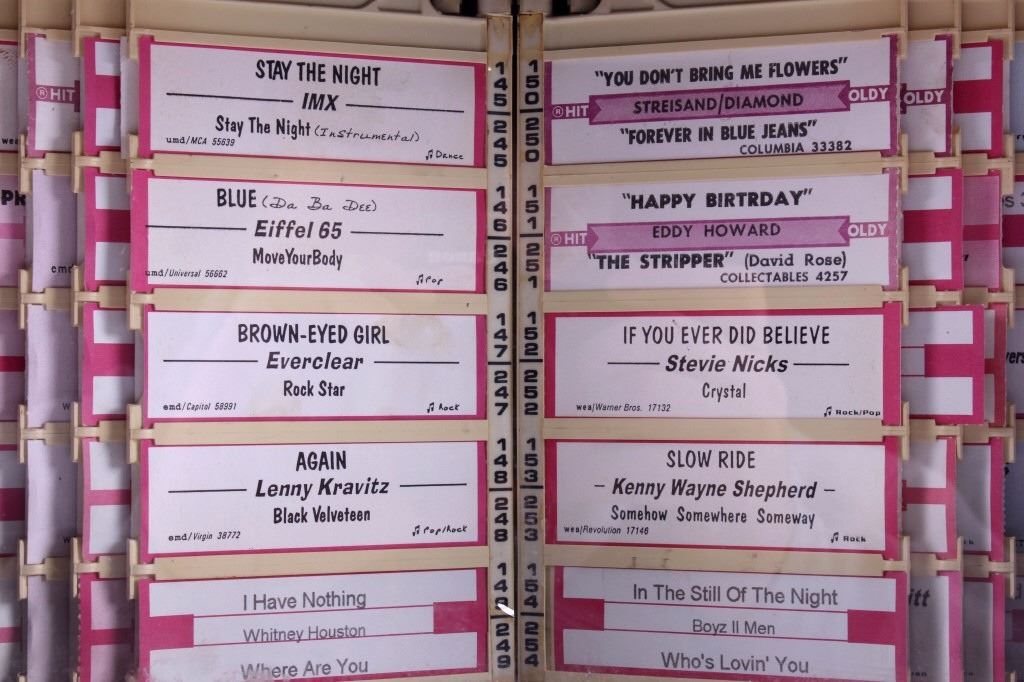 STAY THE NIGHT
IMX
Stay The Night (Instrumental)
umd/MCA 55639
Dance
145
245
BLUE (Da Ba Dee)
Eiffel 65
MoveYourBody
umd/Universal 56662
Pop
146
246
BROWN-EYED GIRL
Everclear
Rock Star
emd/Capitol 58991
Rock
147
247
AGAIN
Lenny Kravitz
Black Velveteen
emd/Virgin 38772
Pop/Rock
148
248
I Have Nothing
Whitney Houston
Where Are You
149
249
150
250
"YOU DON'T BRING ME FLOWERS"
® HIT STREISAND/DIAMOND OLDY
"FOREVER IN BLUE JEANS"
COLUMBIA 33382
151
251
"HAPPY BIRTRDAY"
® HIT EDDY HOWARD OLDY
"THE STRIPPER" (David Rose)
COLLECTABLES 4257
152
252
IF YOU EVER DID BELIEVE
Stevie Nicks
Crystal
wea/Warner Bros. 17132
Rock/Pop
153
253
SLOW RIDE
Kenny Wayne Shepherd
Somehow Somewhere Someway
wea/Revolution 17146
Rock
154
254
In The Still Of The Night
Boyz II Men
Who's Lovin' You
® HIT
OLDY